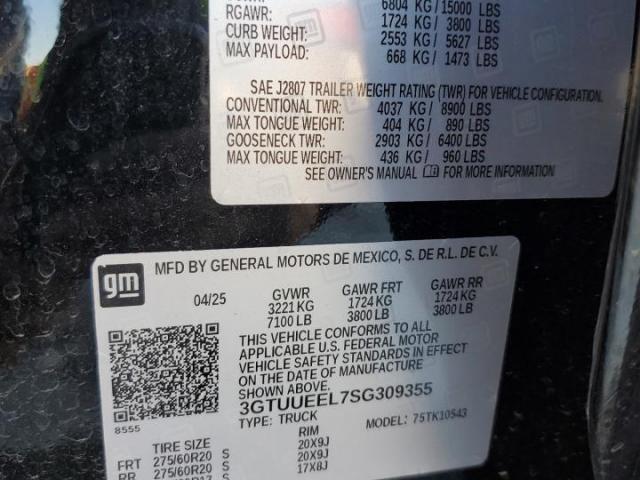 6804 KG/ 15000 LBS
RGAWR: 1724 KG/ 3800 LBS
CURB WEIGHT: 2553 KG/ 5627 LBS
MAX PAYLOAD: 668 KG/ 1473 LBS
SAE J2807 TRAILER WEIGHT RATING (TWR) FOR VEHICLE CONFIGURATION.
CONVENTIONAL TWR: 4037 KG/ 8900 LBS
MAX TONGUE WEIGHT: 404 KG/ 890 LBS
GOOSENECK TWR: 2903 KG/ 6400 LBS
MAX TONGUE WEIGHT: 436 KG/ 960 LBS
SEE OWNER'S MANUAL FOR MORE INFORMATION
gm
MFD BY GENERAL MOTORS DE MEXICO, S. DE R.L. DE C.V.
04/25 GVWR GAWR FRT GAWR RR
3221 KG 1724 KG 1724 KG
7100 LB 3800 LB 3800 LB
THIS VEHICLE CONFORMS TO ALL
APPLICABLE U.S. FEDERAL MOTOR
VEHICLE SAFETY STANDARDS IN EFFECT
ON THE DATE OF MANUFACTURE
SHOWN ABOVE.
3GTUUEEL7SG309355
8555
TYPE: TRUCK 75TK10543
TIRE SIZE RIM
FRT 275/60R20 S 20X9J
RR 275/60R20 S 20X9J
17X8J